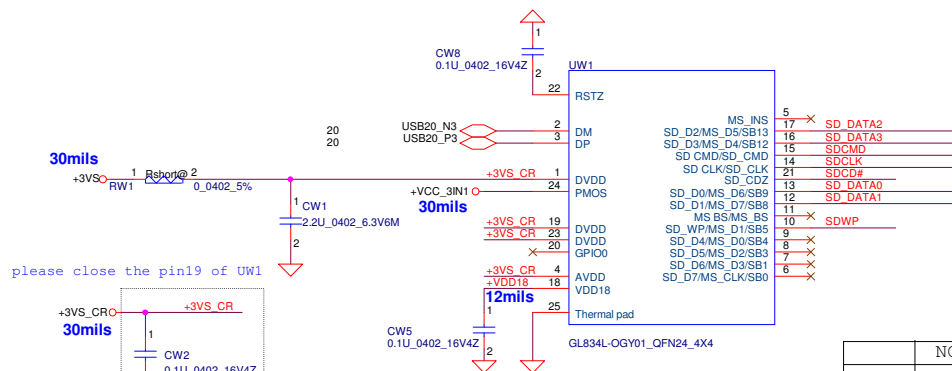 1
CW8
0.1U_0402_16V4Z
2
UW1
22
RSTZ
5
MS_INS
17
SD_D2/MS_D5/SB13
SD_DATA2
20
USB20_N3
2
DM
16
SD_D3/MS_D4/SB12
SD_DATA3
20
USB20_P3
3
DP
15
SD CMD/SD_CMD
SDCMD
14
SD CLK/SD_CLK
SDCLK
30mils
21
SD_CDZ
SDCD#
+3VS
1
Rshort@
2
RW1
0_0402_5%
+3VS_CR
1
DVDD
13
SD_D0/MS_D6/SB9
SD_DATA0
+VCC_3IN1
24
PMOS
12
SD_D1/MS_D7/SB8
SD_DATA1
30mils
11
MS BS/MS_BS
1
CW1
2.2U_0402_6.3V6M
2
+3VS_CR
19
DVDD
10
SD_WP/MS_D1/SB5
SDWP
+3VS_CR
23
DVDD
9
SD_D4/MS_D0/SB4
20
GPIO0
8
SD_D5/MS_D2/SB3
7
SD_D6/MS_D3/SB1
please close the pin19 of UW1
+3VS_CR
4
AVDD
6
SD_D7/MS_CLK/SB0
+VDD18
18
VDD18
12mils
+3VS_CR
+3VS_CR
30mils
25
Thermal pad
1
CW5
0.1U_0402_16V4Z
2
GL834L-OGY01_QFN24_4X4
1
CW2
0.1U_0402_16V4Z